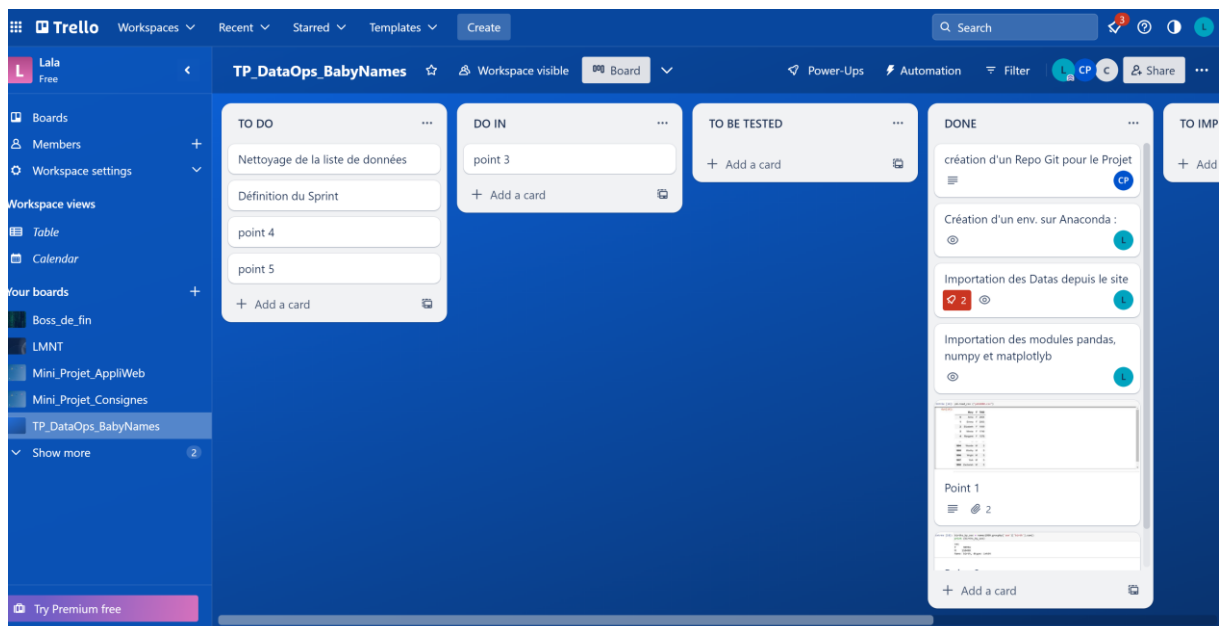 Trello
Workspaces
Recent
Starred
Templates
Create
Search
3
L
L
Lala
Free
TP_DataOps_BabyNames
Workspace visible
Board
Power-Ups
Automation
Filter
L
CP
C
Share
Boards
Members
Workspace settings
Workspace views
Table
Calendar
Your boards
Boss_de_fin
LMNT
Mini_Projet_AppliWeb
Mini_Projet_Consignes
TP_DataOps_BabyNames
Show more
2
Try Premium free
TO DO
Nettoyage de la liste de données
Définition du Sprint
point 4
point 5
Add a card
DO IN
point 3
Add a card
TO BE TESTED
Add a card
DONE
création d'un Repo Git pour le Projet
CP
Création d'un env. sur Anaconda :
L
Importation des Datas depuis le site
2
L
Importation des modules pandas,
numpy et matplotlyb
L
Point 1
2
Add a card
TO IMP
Add